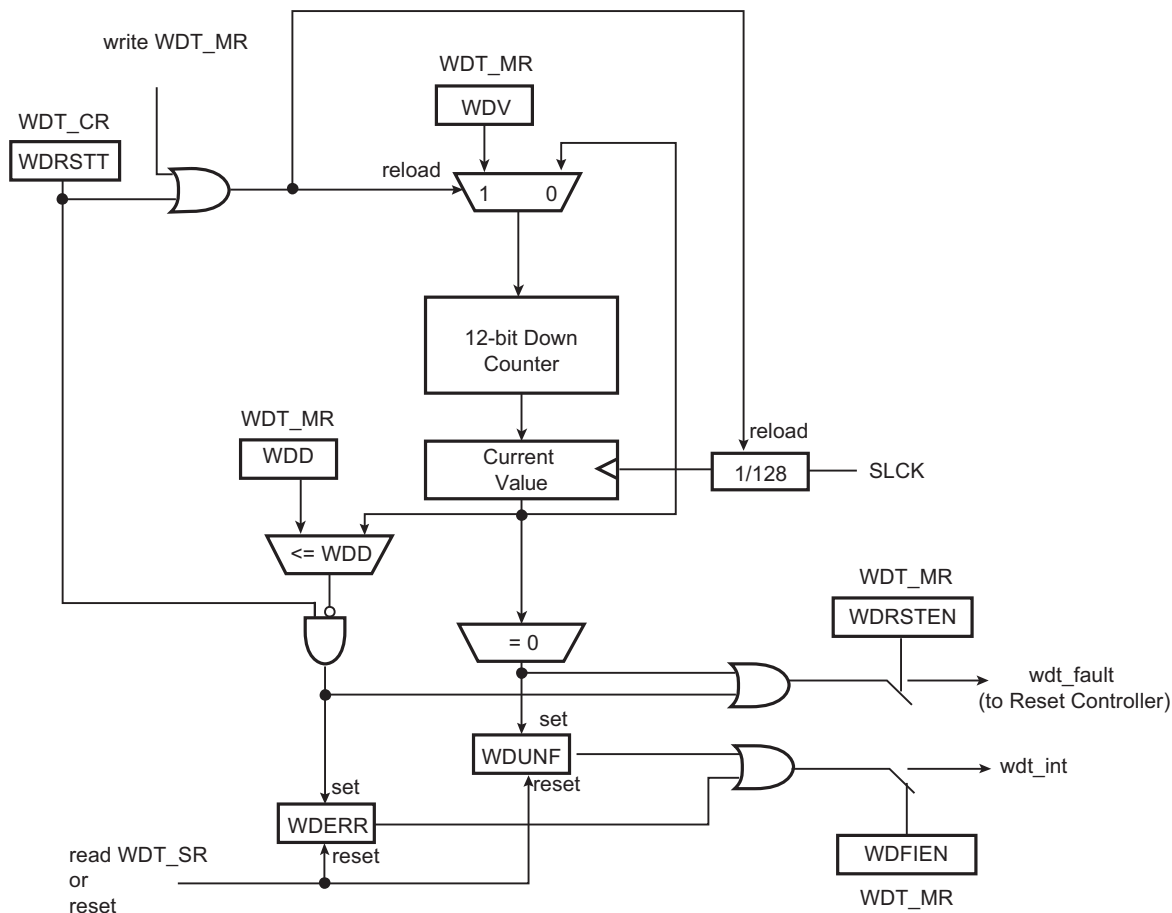 write WDT_MR
WDT_MR
WDV
WDT_CR
WDRSTT
reload
1 0
12-bit Down
Counter
WDT_MR
WDD
reload
Current
Value
1/128
SLCK
<= WDD
WDT_MR
WDRSTEN
= 0
wdt_fault
(to Reset Controller)
set
WDUNF
wdt_int
reset
set
WDERR
read WDT_SR
or
reset
reset
WDFIEN
WDT_MR